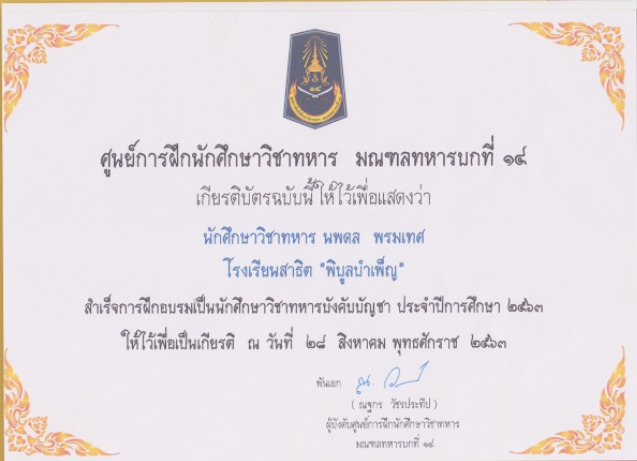 ๑๔
ศูนย์การฝึกนักศึกษาวิชาทหาร มณฑลทหารบกที่ ๑๔
เกียรติบัตรฉบับนี้ให้ไว้เพื่อแสดงว่า
นักศึกษาวิชาทหาร นพดล พรมเทศ
โรงเรียนสาธิต "พิบูลบำเพ็ญ"
สำเร็จการฝึกอบรมเป็นนักศึกษาวิชาทหารบังคับบัญชา ประจำปีการศึกษา ๒๕๖๓
ให้ไว้เพื่อเป็นเกียรติ ณ วันที่ ๒๘ สิงหาคม พุทธศักราช ๒๕๖๓
พันเอก
( ณฐกร วัชรประทีป )
ผู้บังคับศูนย์การฝึกนักศึกษาวิชาทหาร
มณฑลทหารบกที่ ๑๔